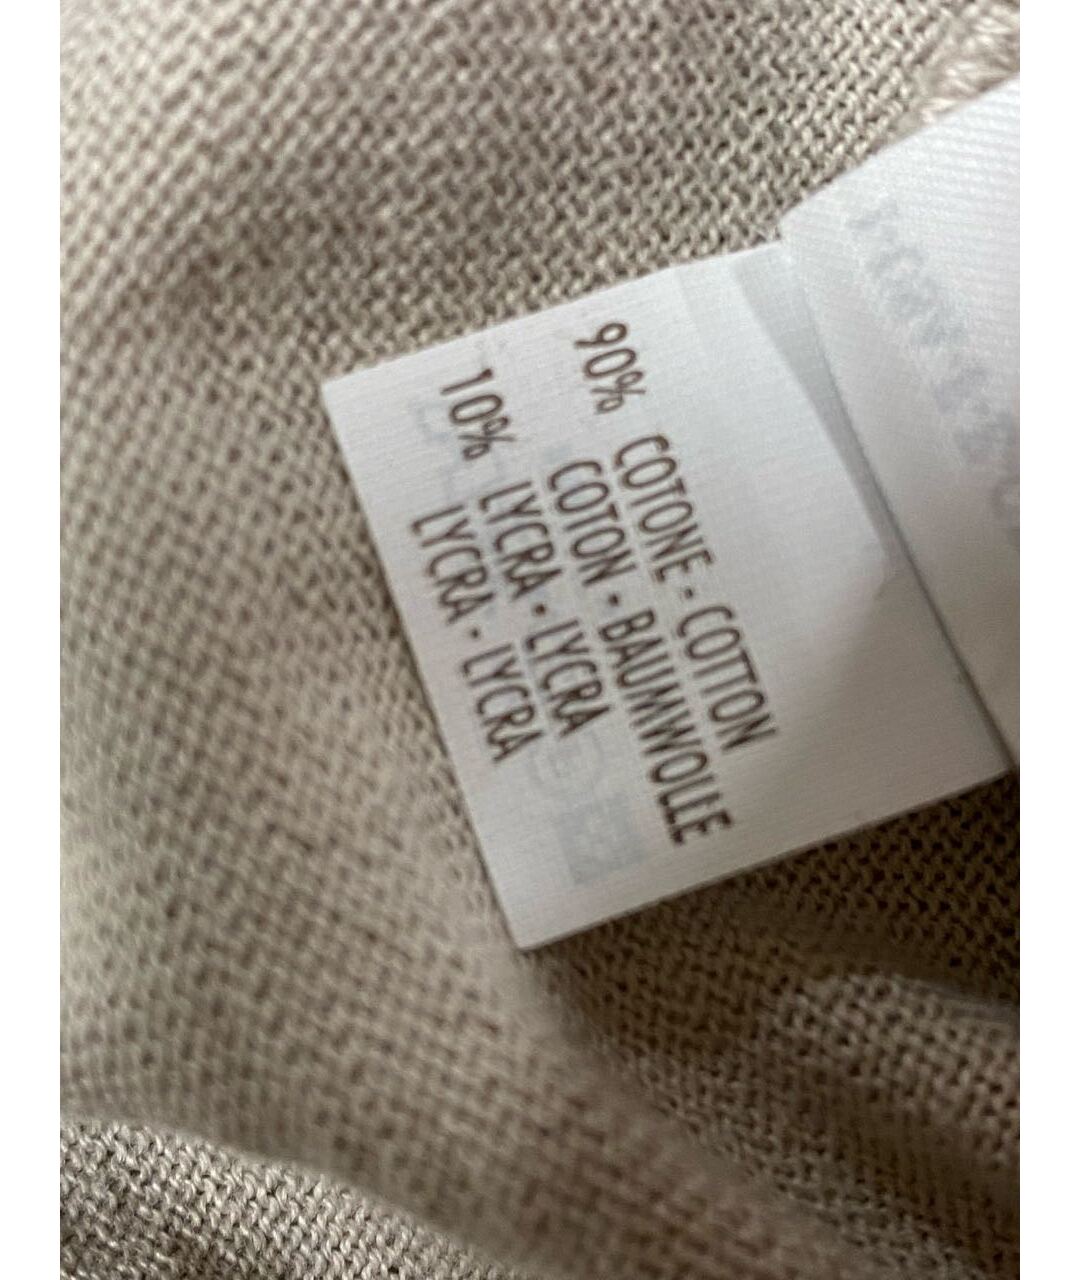 90% COTONE - COTTON
COTON - BAUMWOLLE
10% LYCRA - LYCRA
LYCRA - LYCRA